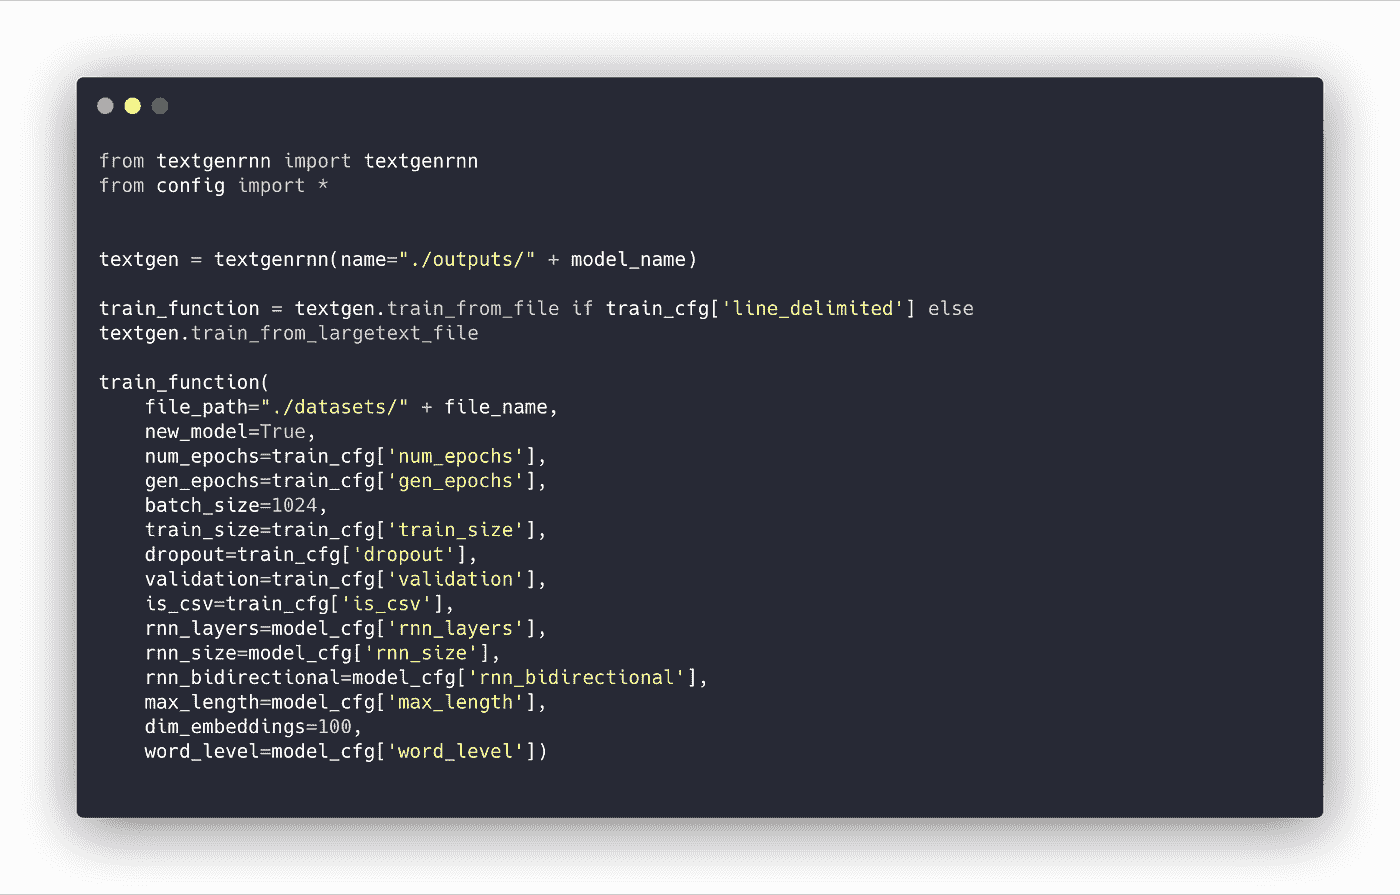 from textgenrnn import textgenrnn
from config import *
textgen = textgenrnn(name="./outputs/" + model_name)
train_function = textgen.train_from_file if train_cfg['line_delimited'] else
textgen.train_from_largetext_file
train_function(
    file_path="./datasets/" + file_name,
    new_model=True,
    num_epochs=train_cfg['num_epochs'],
    gen_epochs=train_cfg['gen_epochs'],
    batch_size=1024,
    train_size=train_cfg['train_size'],
    dropout=train_cfg['dropout'],
    validation=train_cfg['validation'],
    is_csv=train_cfg['is_csv'],
    rnn_layers=model_cfg['rnn_layers'],
    rnn_size=model_cfg['rnn_size'],
    rnn_bidirectional=model_cfg['rnn_bidirectional'],
    max_length=model_cfg['max_length'],
    dim_embeddings=100,
    word_level=model_cfg['word_level'])